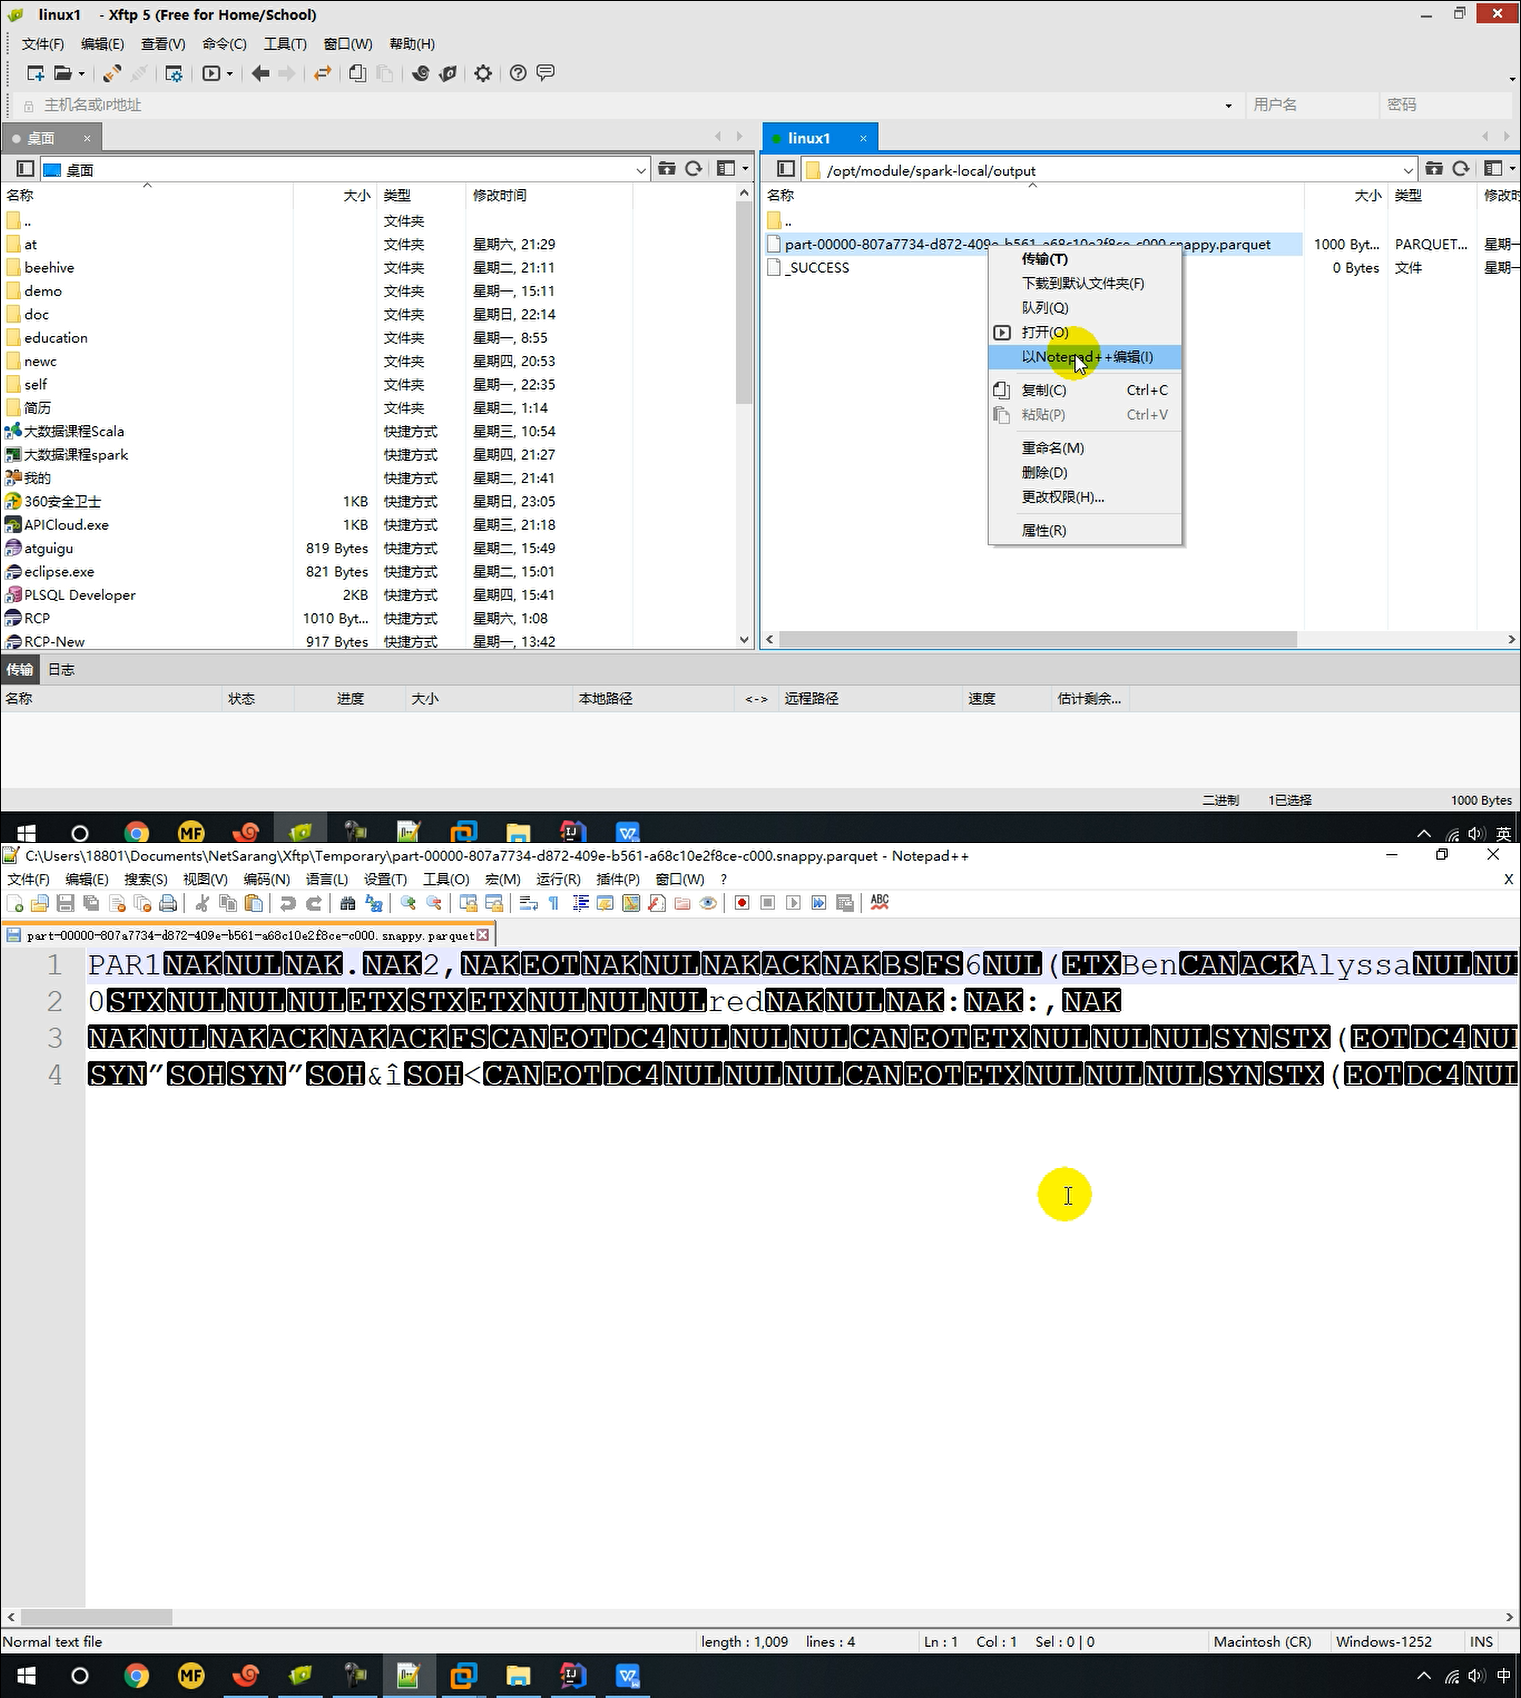 linux1 - Xftp 5 (Free for Home/School)
文件(F) 编辑(E) 查看(V) 命令(C) 工具(T) 窗口(W) 帮助(H)
主机名或IP地址 用户名 密码
桌面 × linux1 ×
桌面 /opt/module/spark-local/output
名称 大小 类型 修改时间
.. 文件夹
at 文件夹 星期六, 21:29
beehive 文件夹 星期二, 21:11
demo 文件夹 星期一, 15:11
doc 文件夹 星期日, 22:14
education 文件夹 星期一, 8:55
newc 文件夹 星期四, 20:53
self 文件夹 星期一, 22:35
简历 文件夹 星期二, 1:14
大数据课程Scala 快捷方式 星期三, 10:54
大数据课程spark 快捷方式 星期四, 21:27
我的 快捷方式 星期二, 21:41
360安全卫士 1KB 快捷方式 星期日, 23:05
APICloud.exe 1KB 快捷方式 星期三, 21:18
atguigu 819 Bytes 快捷方式 星期二, 15:49
eclipse.exe 821 Bytes 快捷方式 星期二, 15:01
PLSQL Developer 2KB 快捷方式 星期四, 15:41
RCP 1010 Byt... 快捷方式 星期六, 1:08
RCP-New 917 Bytes 快捷方式 星期一, 13:42
名称 大小 类型 修改时
..
part-00000-807a7734-d872-409e-b561-a68c10e2f8ce-c000.snappy.parquet 1000 Byt... PARQUET... 星期一
_SUCCESS 0 Bytes 文件 星期一
传输(T)
下载到默认文件夹(F)
队列(Q)
打开(O)
以Notepad++编辑(I)
复制(C) Ctrl+C
粘贴(P) Ctrl+V
重命名(M)
删除(D)
更改权限(H)...
属性(R)
传输 日志
名称 状态 进度 大小 本地路径 <-> 远程路径 速度 估计剩余...
二进制 1已选择 1000 Bytes
MF 英
C:\Users\18801\Documents\NetSarang\Xftp\Temporary\part-00000-807a7734-d872-409e-b561-a68c10e2f8ce-c000.snappy.parquet - Notepad++
文件(F) 编辑(E) 搜索(S) 视图(V) 编码(N) 语言(L) 设置(T) 工具(O) 宏(M) 运行(R) 插件(P) 窗口(W) ? X
ABC
part-00000-807a7734-d872-409e-b561-a68c10e2f8ce-c000.snappy.parquet
1 PAR1NAKNULNAK.NAK2,NAKEOTNAKNULNAKACKNAKBSFS6NUL(ETXBenCANACKAlyssaNULNU
2 0STXNULNULNULETXSTXETXNULNULNULredNAKNULNAK:NAK:,NAK
3 NAKNULNAKACKNAKACKFSCANEOTDC4NULNULNULCANEOTETXNULNULNULSYNSTX(EOTDC4NUL
4 SYN”SOHSYN”SOH&îSOH<CANEOTDC4NULNULNULCANEOTETXNULNULNULSYNSTX(EOTDC4NUL
Normal text file length : 1,009 lines : 4 Ln : 1 Col : 1 Sel : 0 | 0 Macintosh (CR) Windows-1252 INS
MF 中